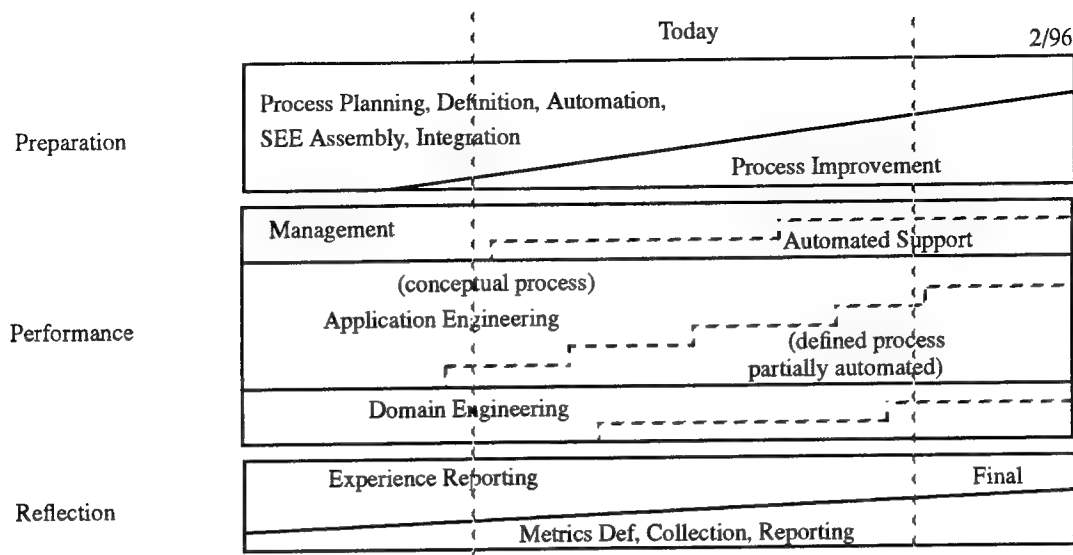 Today
2/96
Preparation
Process Planning, Definition, Automation,
SEE Assembly, Integration
Process Improvement
Performance
Management
Automated Support
(conceptual process)
Application Engineering
(defined process
partially automated)
Domain Engineering
Reflection
Experience Reporting
Final
Metrics Def, Collection, Reporting